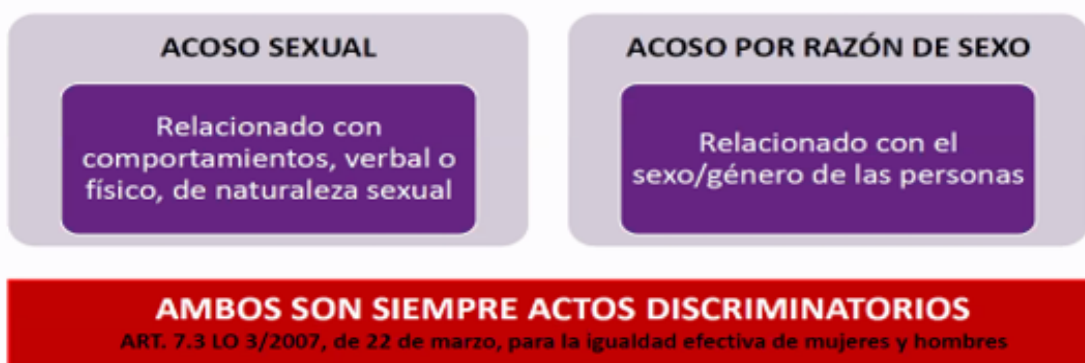 ACOSO SEXUAL
Relacionado con
comportamientos, verbal o
físico, de naturaleza sexual
ACOSO POR RAZÓN DE SEXO
Relacionado con el
sexo/género de las personas
AMBOS SON SIEMPRE ACTOS DISCRIMINATORIOS
ART. 7.3 LO 3/2007, de 22 de marzo, para la igualdad efectiva de mujeres y hombres